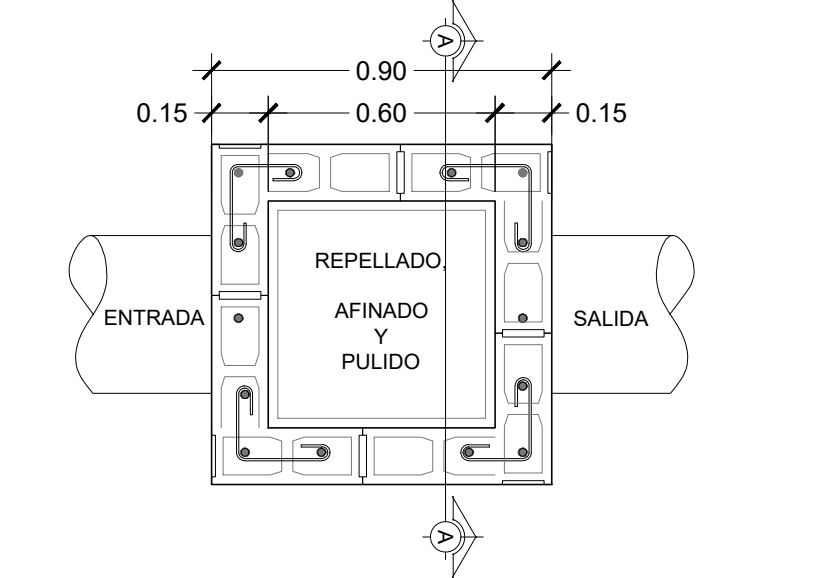 A
0.90
0.15
0.60
0.15
REPELLADO,
AFINADO
Y
PULIDO
ENTRADA
SALIDA
A